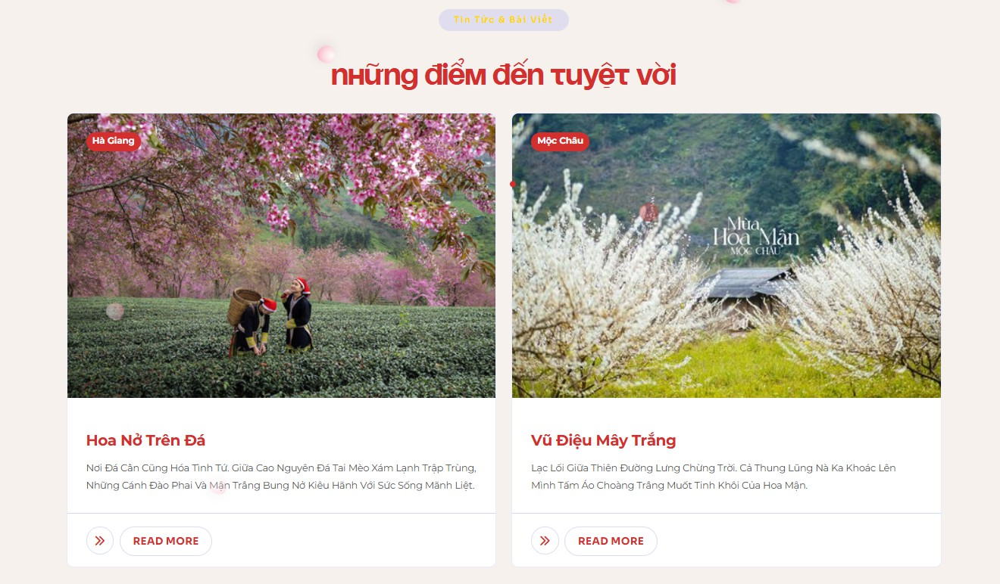 Tin Tức & Bài Viết
những điểm đến tuyệt vời
Hà Giang
Mộc Châu
Mùa
Hoa Mận
MỘC CHÂU
Hoa Nở Trên Đá
Nơi Đá Cằn Cũng Hóa Tình Tứ. Giữa Cao Nguyên Đá Tai Mèo Xám Lạnh Trập Trùng,
Những Cánh Đào Phai Và Mận Trắng Bung Nở Kiêu Hãnh Với Sức Sống Mãnh Liệt.
READ MORE
Vũ Điệu Mây Trắng
Lạc Lối Giữa Thiên Đường Lưng Chừng Trời. Cả Thung Lũng Nà Ka Khoác Lên
Mình Tấm Áo Choàng Trắng Muốt Tinh Khôi Của Hoa Mận.
READ MORE